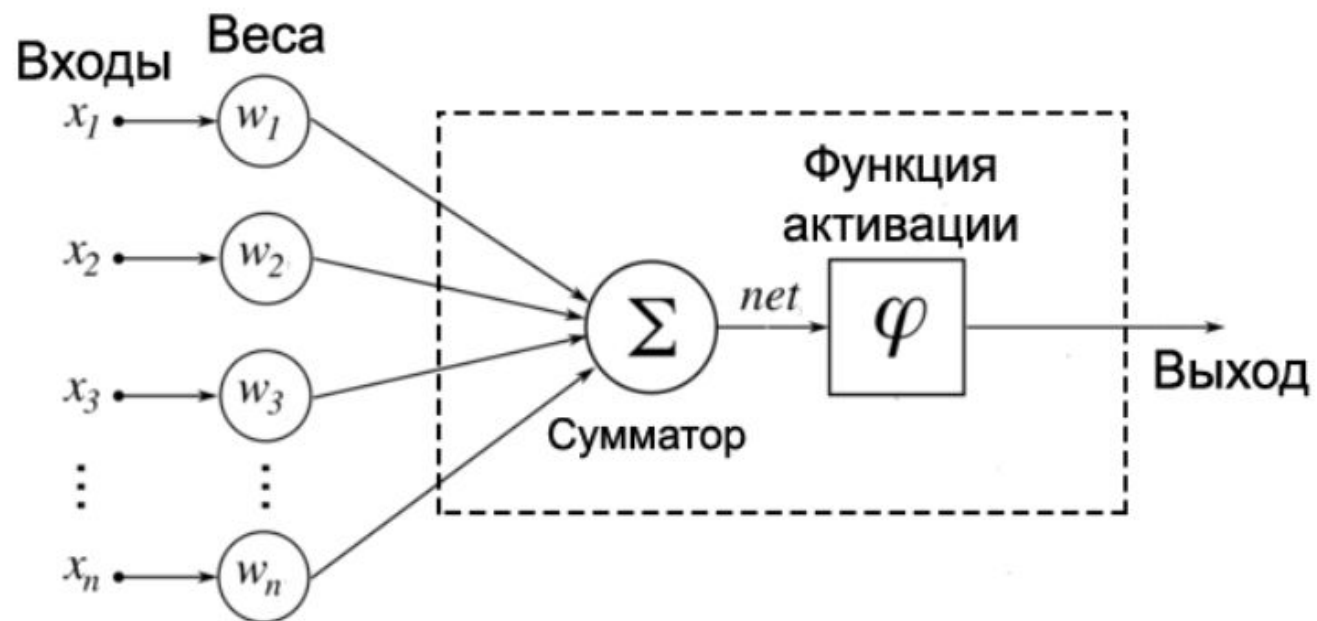 Входы
Веса
x1
w1
x2
w2
x3
w3
⋮
⋮
xn
wn
Σ
Сумматор
net
Функция
активации
φ
Выход